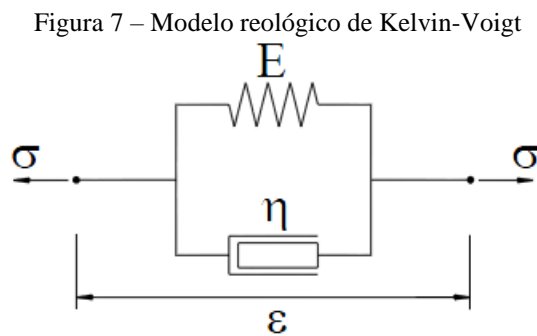 Figura 7 – Modelo reológico de Kelvin-Voigt
E
σ
σ
η
ε